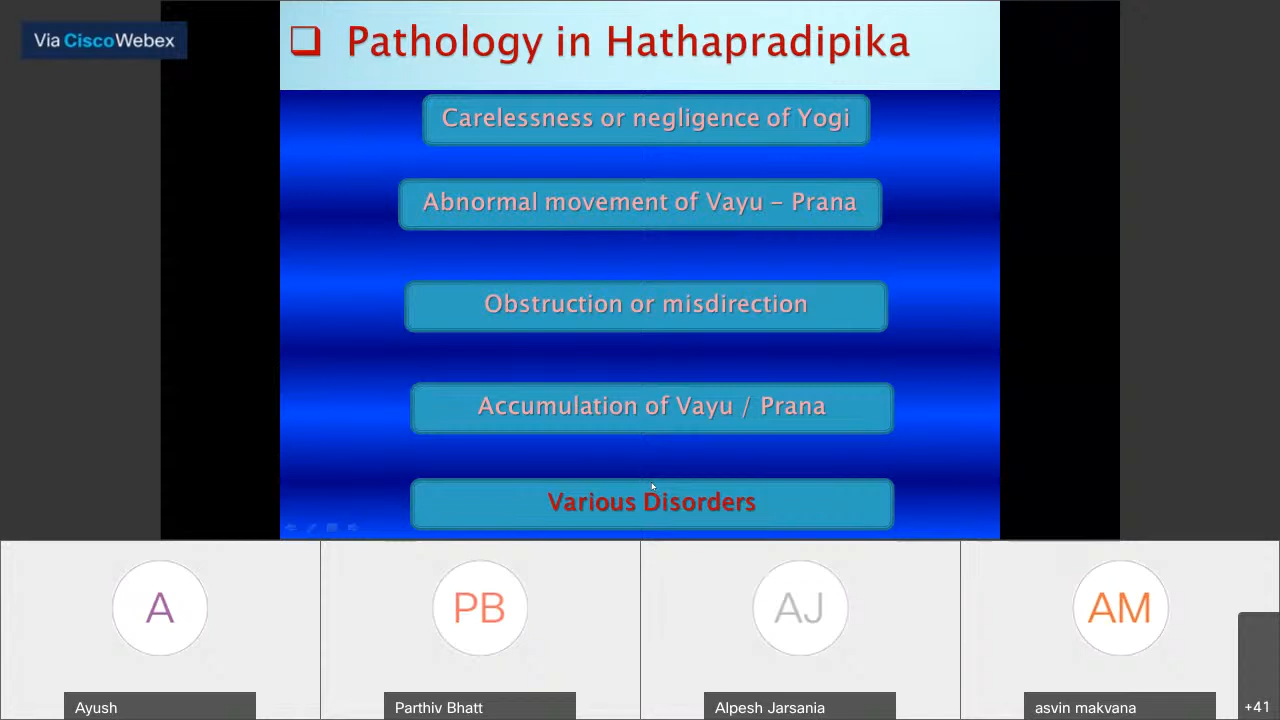 Via CiscoWebex
Pathology in Hathapradipika
Carelessness or negligence of Yogi
Abnormal movement of Vayu – Prana
Obstruction or misdirection
Accumulation of Vayu / Prana
Various Disorders
A
PB
AJ
AM
Ayush
Parthiv Bhatt
Alpesh Jarsania
asvin makvana
+41